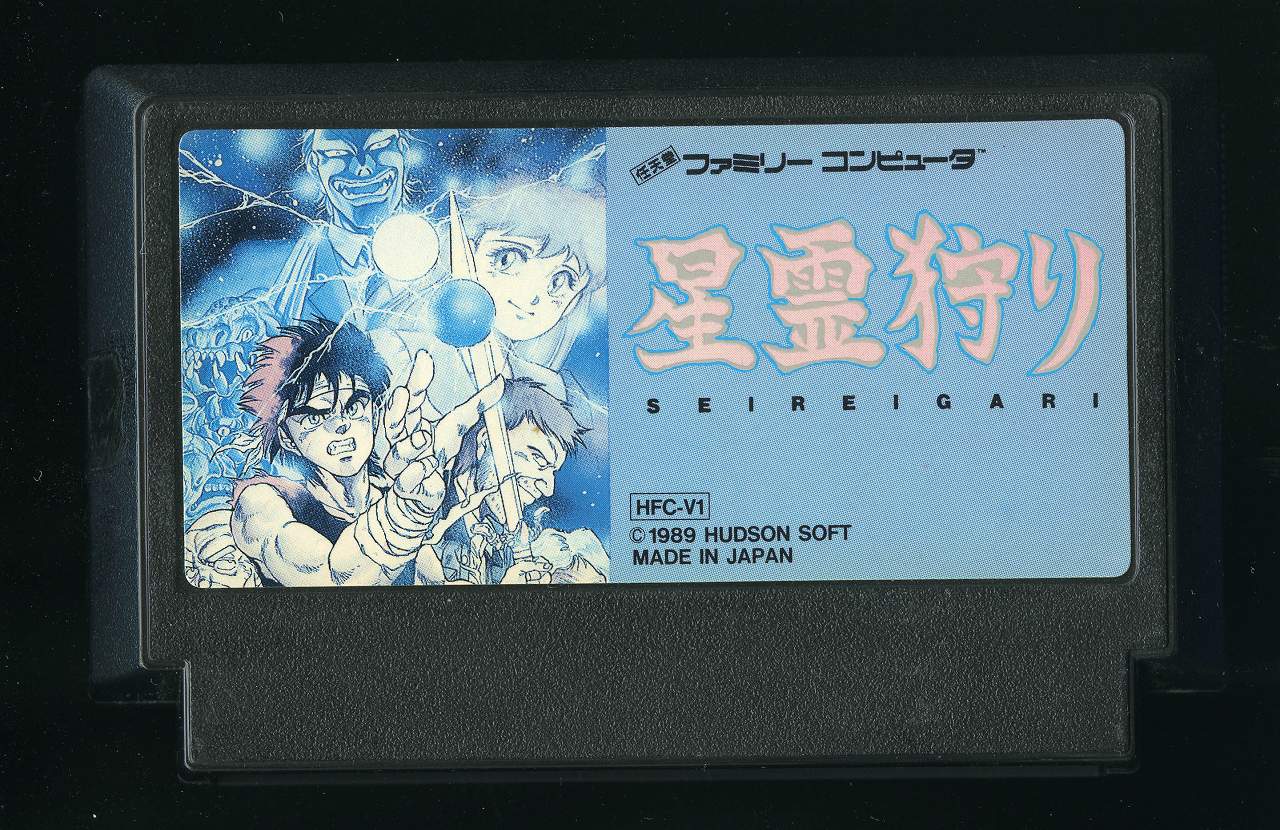 任天堂 ファミリー コンピュータ™
星霊狩り
SEIREIGARI
HFC-V1
© 1989 HUDSON SOFT
MADE IN JAPAN